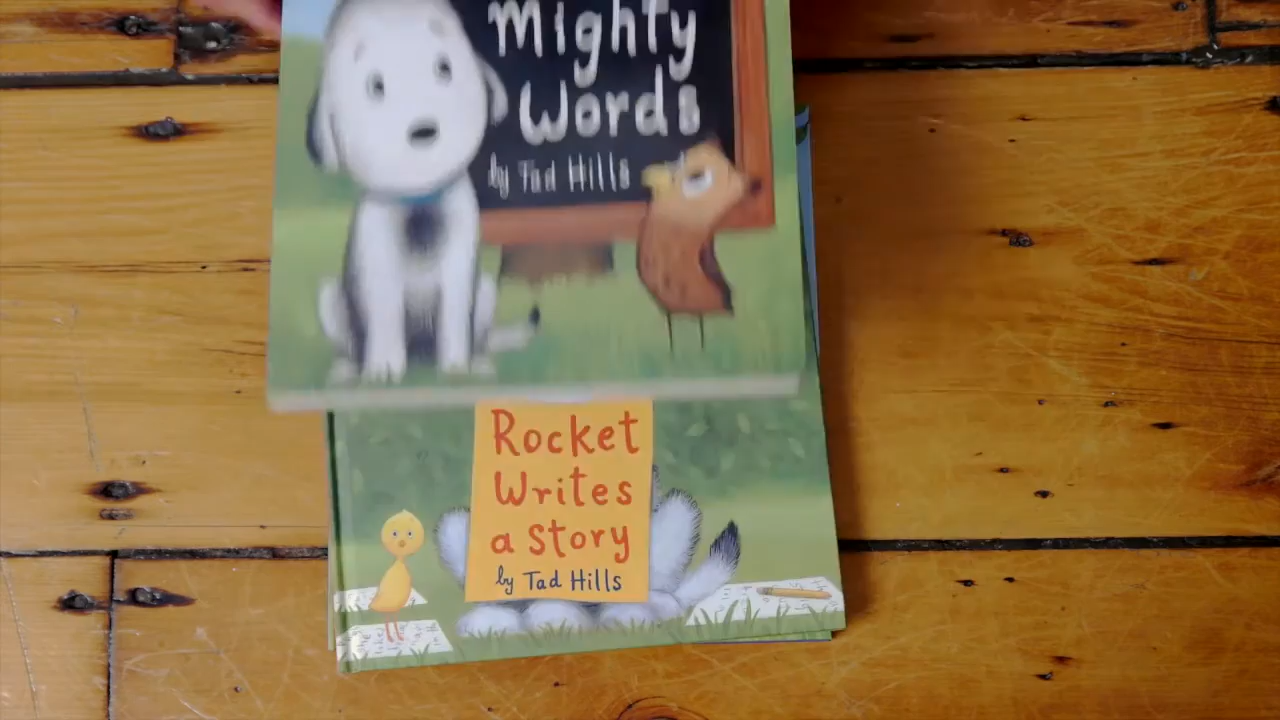 Mighty
Words
by Tad Hills
Rocket
Writes
a Story
by Tad Hills